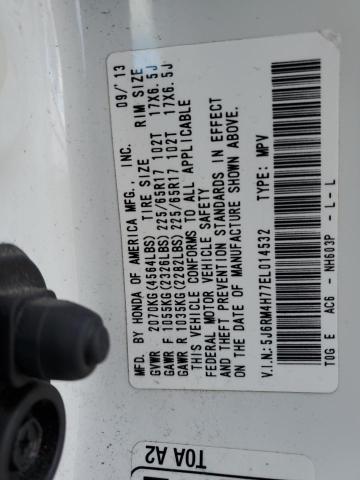 MFD. BY HONDA OF AMERICA MFG., INC. 09/13
TIRE SIZE RIM SIZE
GVWR 2070KG(4564LBS)
GAWR F 1055KG(2326LBS) 225/65R17 102T 17X6.5J
GAWR R 1035KG(2282LBS) 225/65R17 102T 17X6.5J
THIS VEHICLE CONFORMS TO ALL APPLICABLE
FEDERAL MOTOR VEHICLE SAFETY
AND THEFT PREVENTION STANDARDS IN EFFECT
ON THE DATE OF MANUFACTURE SHOWN ABOVE.
V.I.N.:5J6RM4H77EL014532 TYPE: MPV
T0G E AC6 - NH603P - L - L
T0A A2